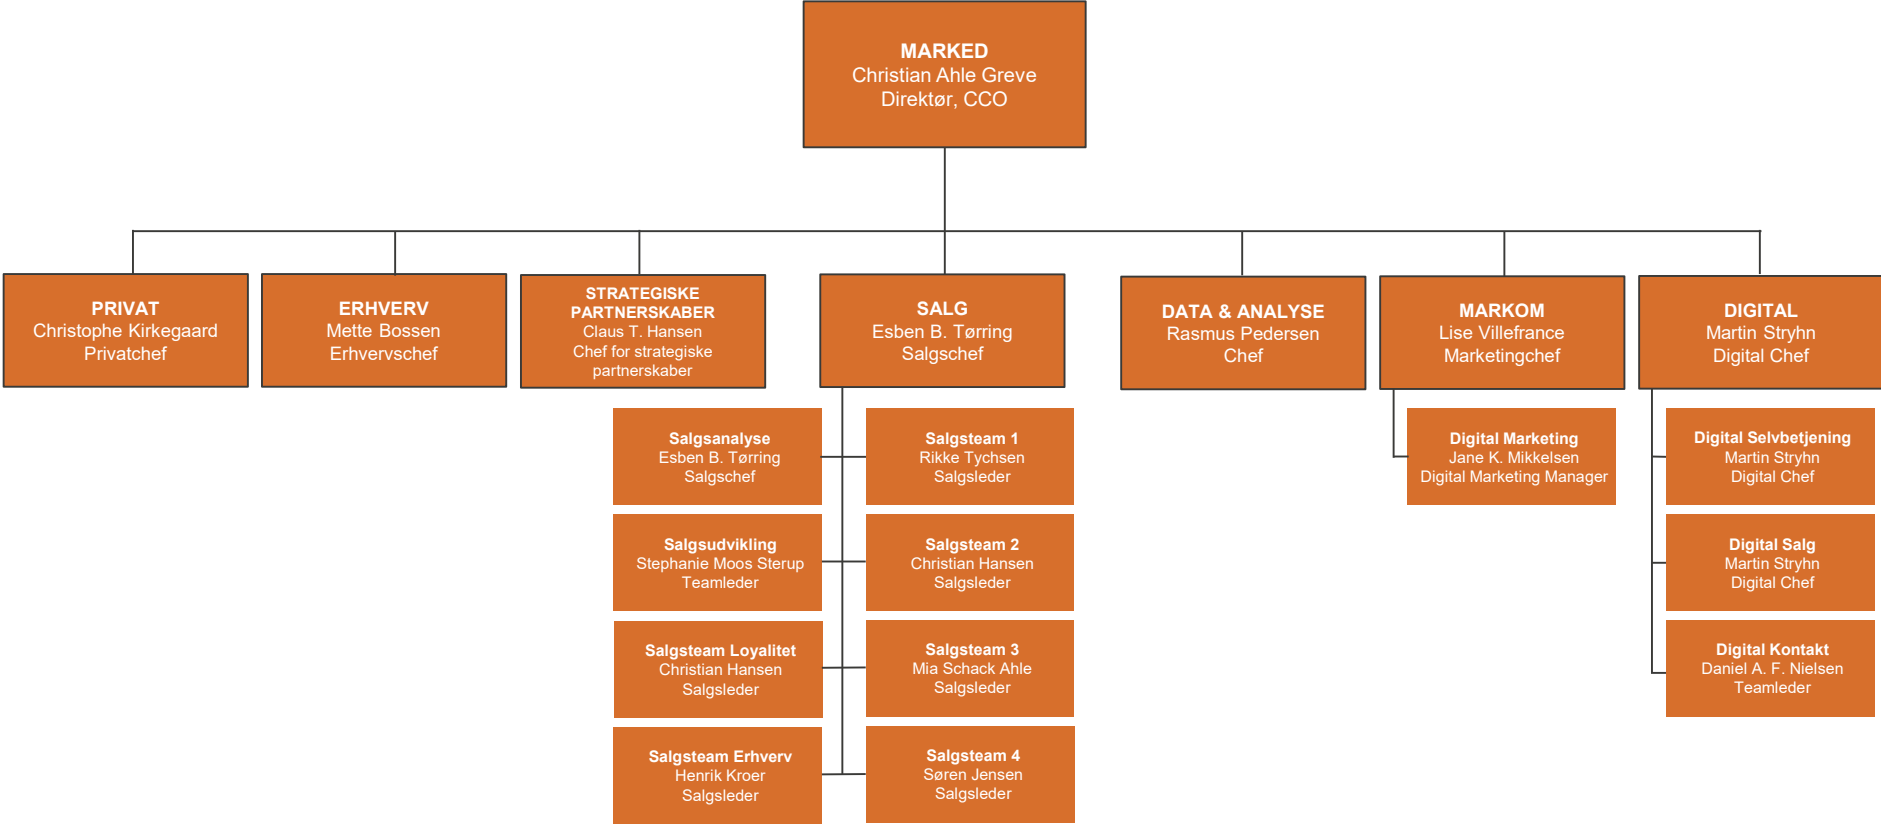 MARKED
Christian Ahle Greve
Direktør, CCO
PRIVAT
Christophe Kirkegaard
Privatchef
ERHVERV
Mette Bossen
Erhvervschef
STRATEGISKE
PARTNERSKABER
Claus T. Hansen
Chef for strategiske
partnerskaber
SALG
Esben B. Tørring
Salgschef
DATA & ANALYSE
Rasmus Pedersen
Chef
MARKOM
Lise Villefrance
Marketingchef
DIGITAL
Martin Stryhn
Digital Chef
Salgsanalyse
Esben B. Tørring
Salgschef
Salgsteam 1
Rikke Tychsen
Salgsleder
Salgsudvikling
Stephanie Moos Sterup
Teamleder
Salgsteam 2
Christian Hansen
Salgsleder
Salgsteam Loyalitet
Christian Hansen
Salgsleder
Salgsteam 3
Mia Schack Ahle
Salgsleder
Salgsteam Erhverv
Henrik Kroer
Salgsleder
Salgsteam 4
Søren Jensen
Salgsleder
Digital Marketing
Jane K. Mikkelsen
Digital Marketing Manager
Digital Selvbetjening
Martin Stryhn
Digital Chef
Digital Salg
Martin Stryhn
Digital Chef
Digital Kontakt
Daniel A. F. Nielsen
Teamleder